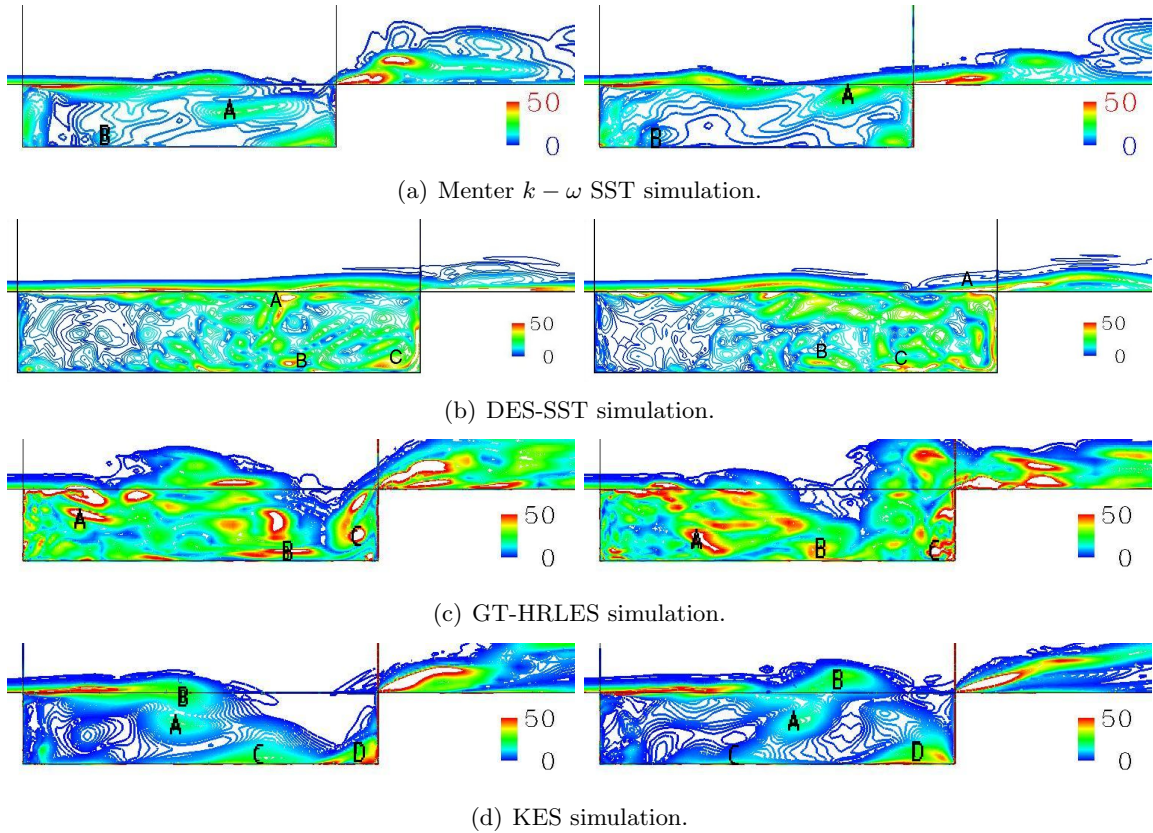 A
B
50
0
A
B
50
0
(a) Menter k − ω SST simulation.
A
B
C
50
0
A
B
C
50
0
(b) DES-SST simulation.
A
B
C
50
0
A
B
C
50
0
(c) GT-HRLES simulation.
B
A
C
D
50
0
B
A
C
D
50
0
(d) KES simulation.